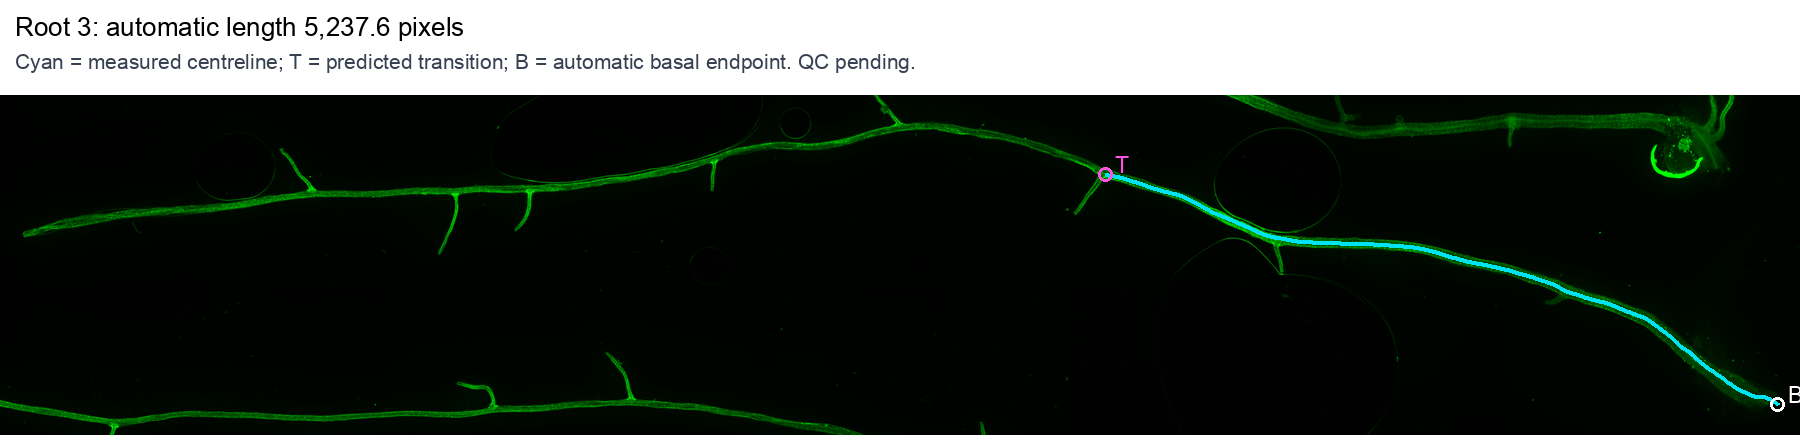 Root 3: automatic length 5,237.6 pixels
Cyan = measured centreline; T = predicted transition; B = automatic basal endpoint. QC pending.
T
B